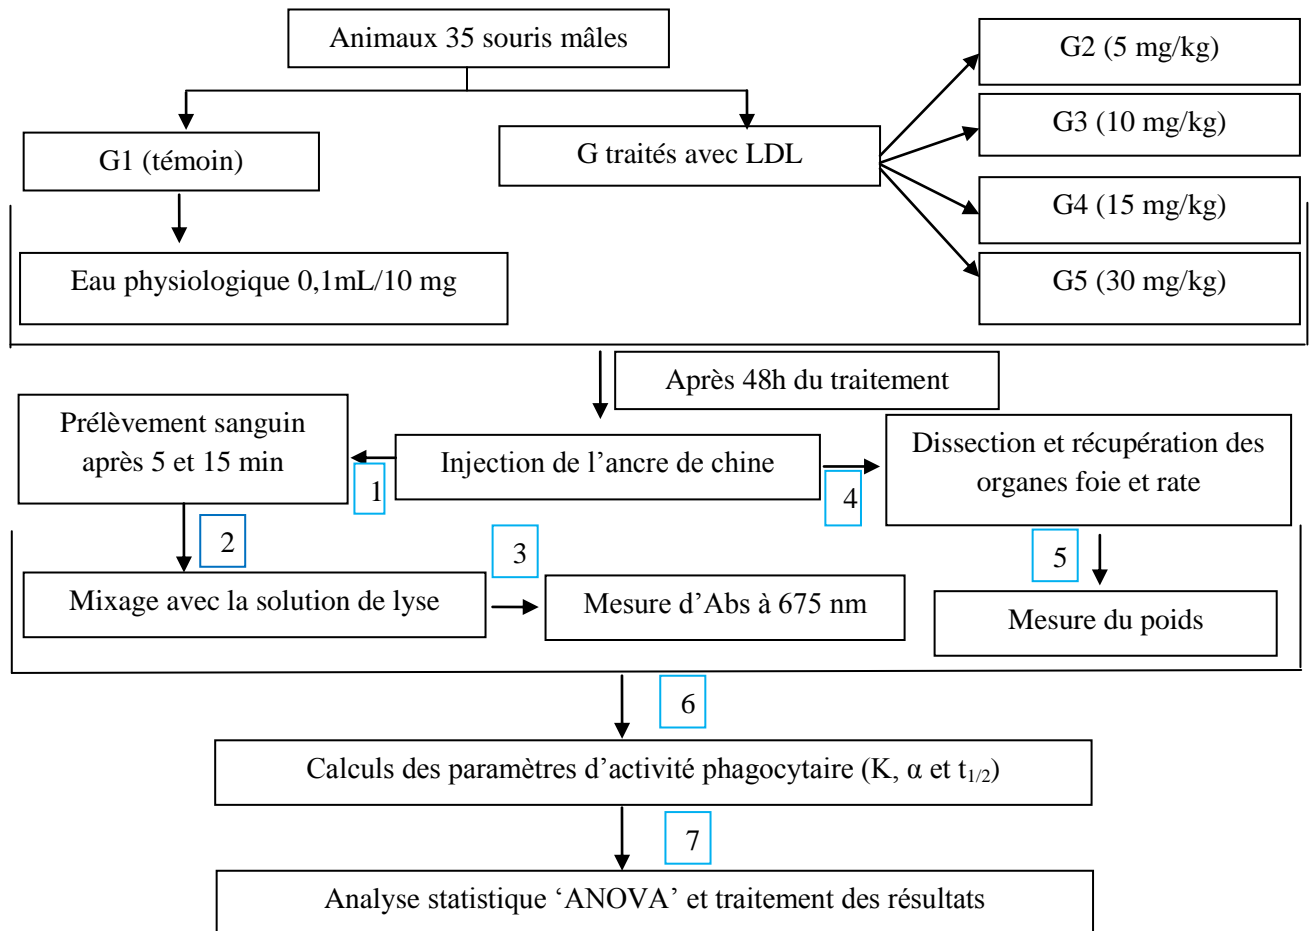 Animaux 35 souris mâles
G2 (5 mg/kg)
G3 (10 mg/kg)
G1 (témoin)
G traités avec LDL
G4 (15 mg/kg)
Eau physiologique 0,1mL/10 mg
G5 (30 mg/kg)
Après 48h du traitement
Prélèvement sanguin
après 5 et 15 min
1
Injection de l’ancre de chine
4
Dissection et récupération des
organes foie et rate
2
3
5
Mixage avec la solution de lyse
Mesure d’Abs à 675 nm
Mesure du poids
6
Calculs des paramètres d’activité phagocytaire (K, α et t1/2)
7
Analyse statistique ‘ANOVA’ et traitement des résultats